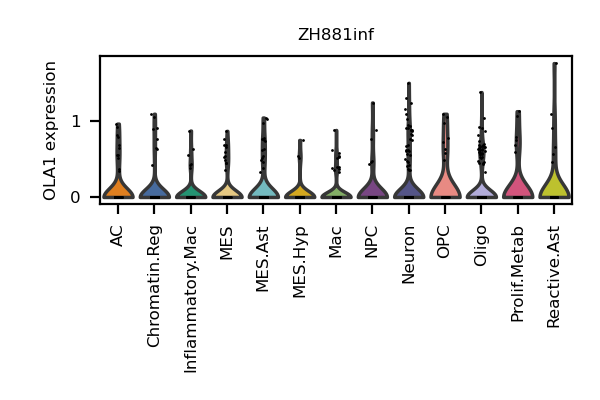 ZH881inf
OLA1 expression
1
0
AC
Chromatin.Reg
Inflammatory.Mac
MES
MES.Ast
MES.Hyp
Mac
NPC
Neuron
OPC
Oligo
Prolif.Metab
Reactive.Ast